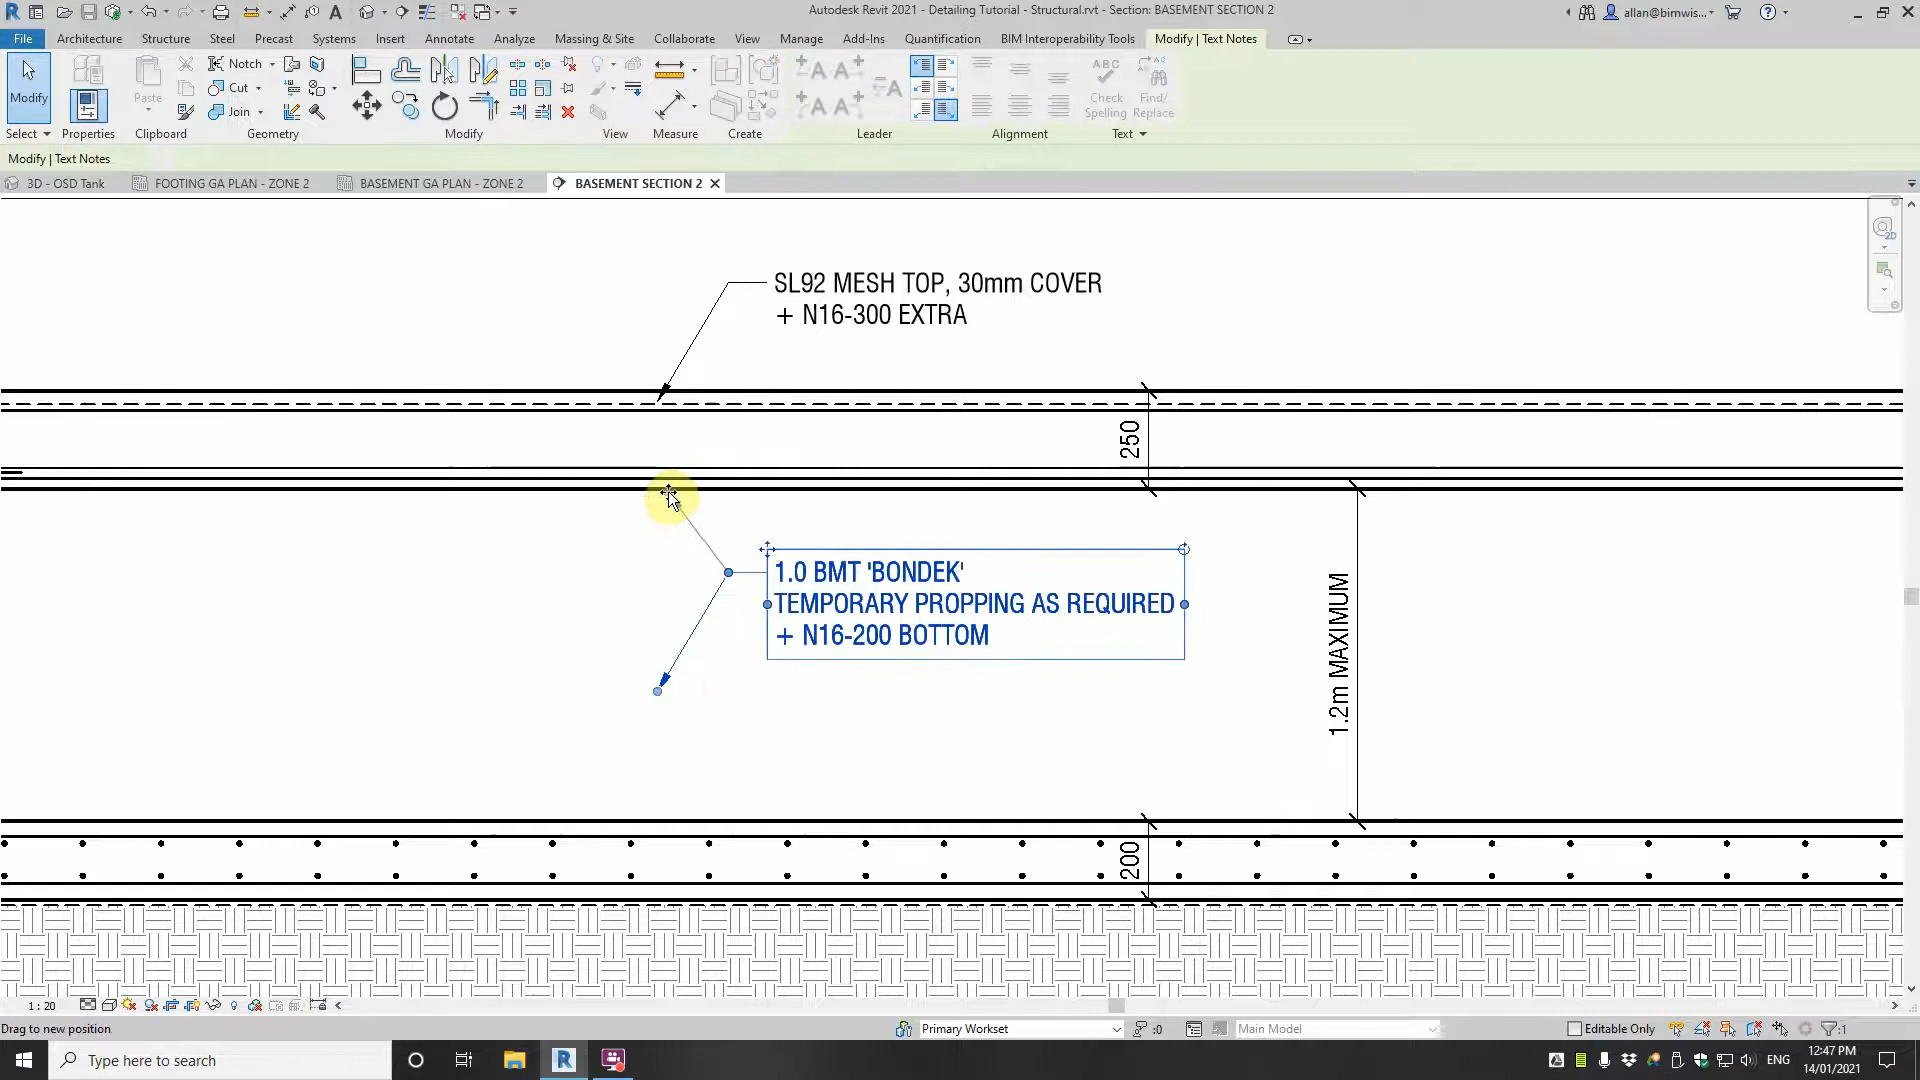 Autodesk Revit 2021 - Detailing Tutorial - Structural.rvt - Section: BASEMENT SECTION 2
allan@bimwis...
File Architecture Structure Steel Precast Systems Insert Annotate Analyze Massing & Site Collaborate View Manage Add-Ins Quantification BIM Interoperability Tools Modify | Text Notes
Modify
Paste
Notch
Cut
Join
Check Spelling
Find/ Replace
Select Properties Clipboard Geometry Modify View Measure Create Leader Alignment Text
Modify | Text Notes
3D - OSD Tank FOOTING GA PLAN - ZONE 2 BASEMENT GA PLAN - ZONE 2 BASEMENT SECTION 2
2D
SL92 MESH TOP, 30mm COVER
+ N16-300 EXTRA
250
1.0 BMT 'BONDEK'
TEMPORARY PROPPING AS REQUIRED
+ N16-200 BOTTOM
1.2m MAXIMUM
200
1 : 20
Drag to new position
Primary Workset
:0
Main Model
Editable Only
:1
Type here to search
ENG
12:47 PM
14/01/2021